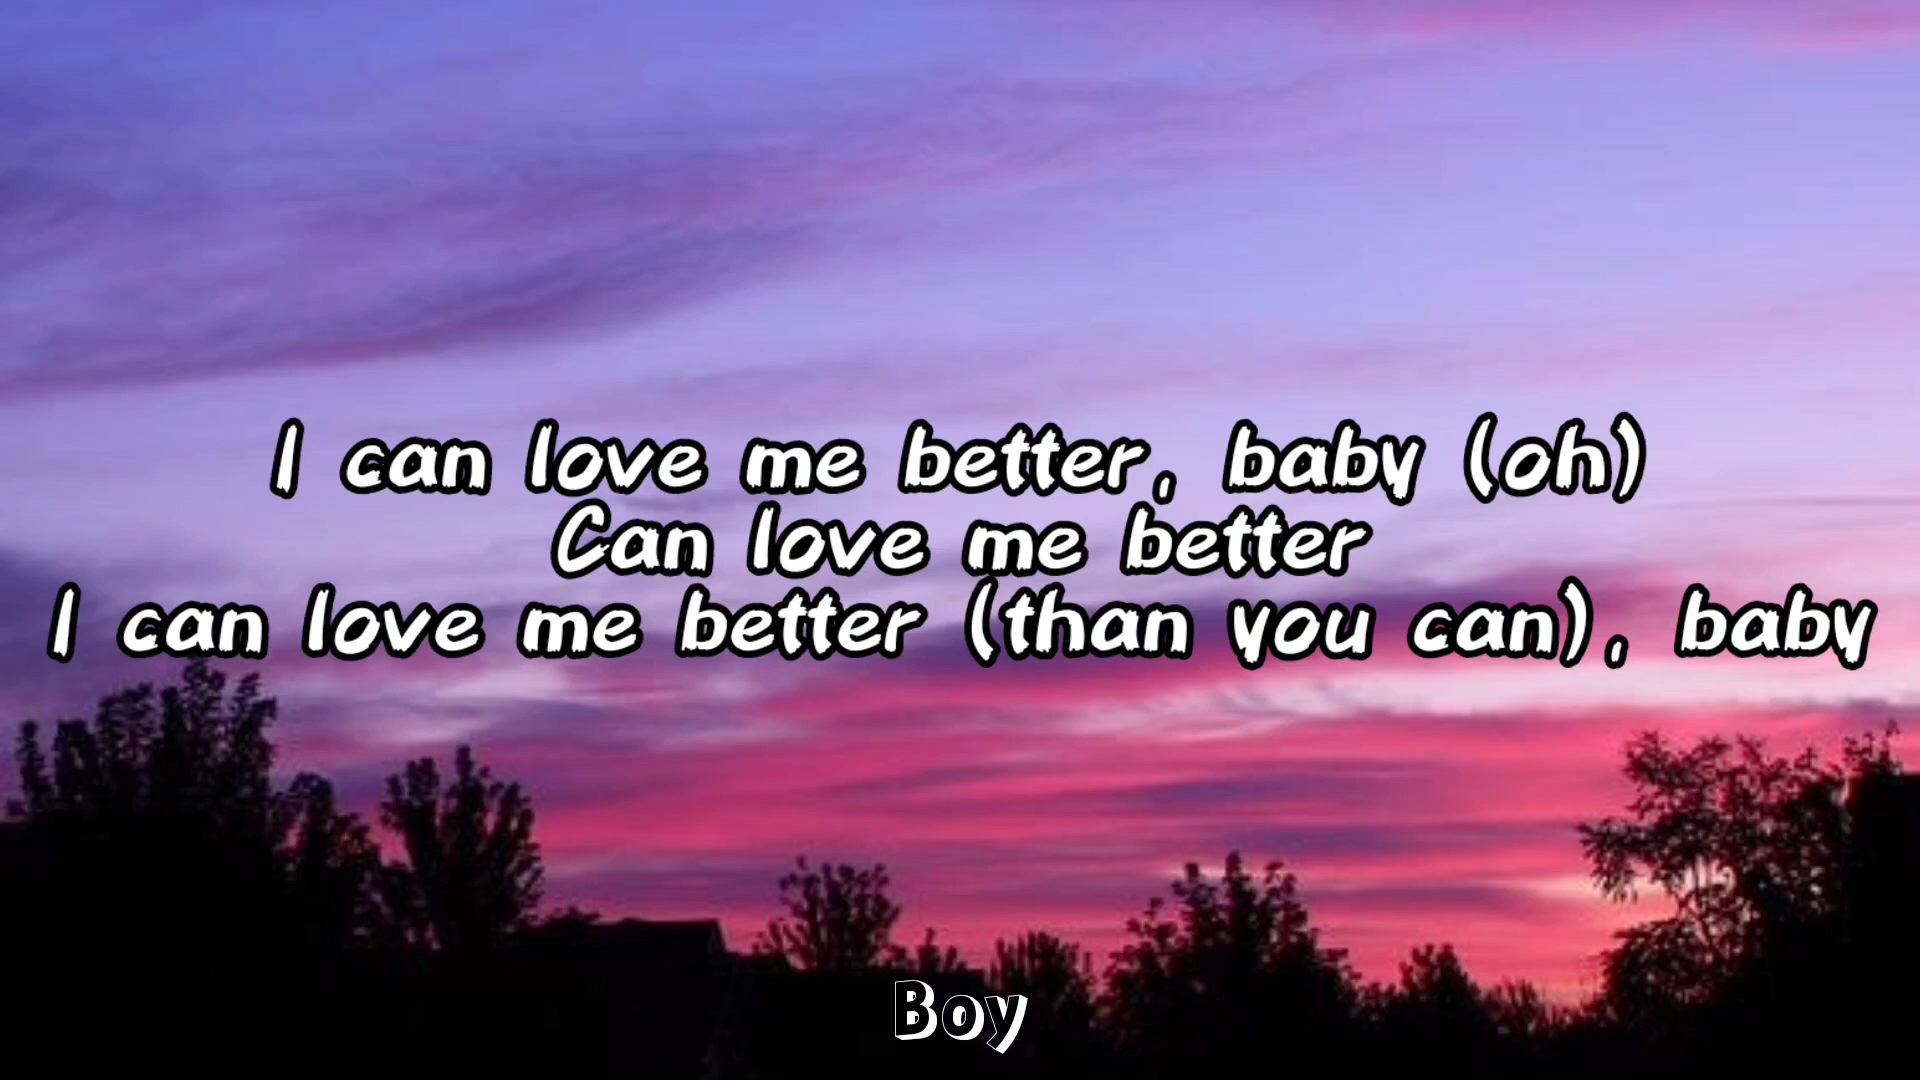 I can love me better, baby (oh)
Can love me better
I can love me better (than you can), baby
Boy